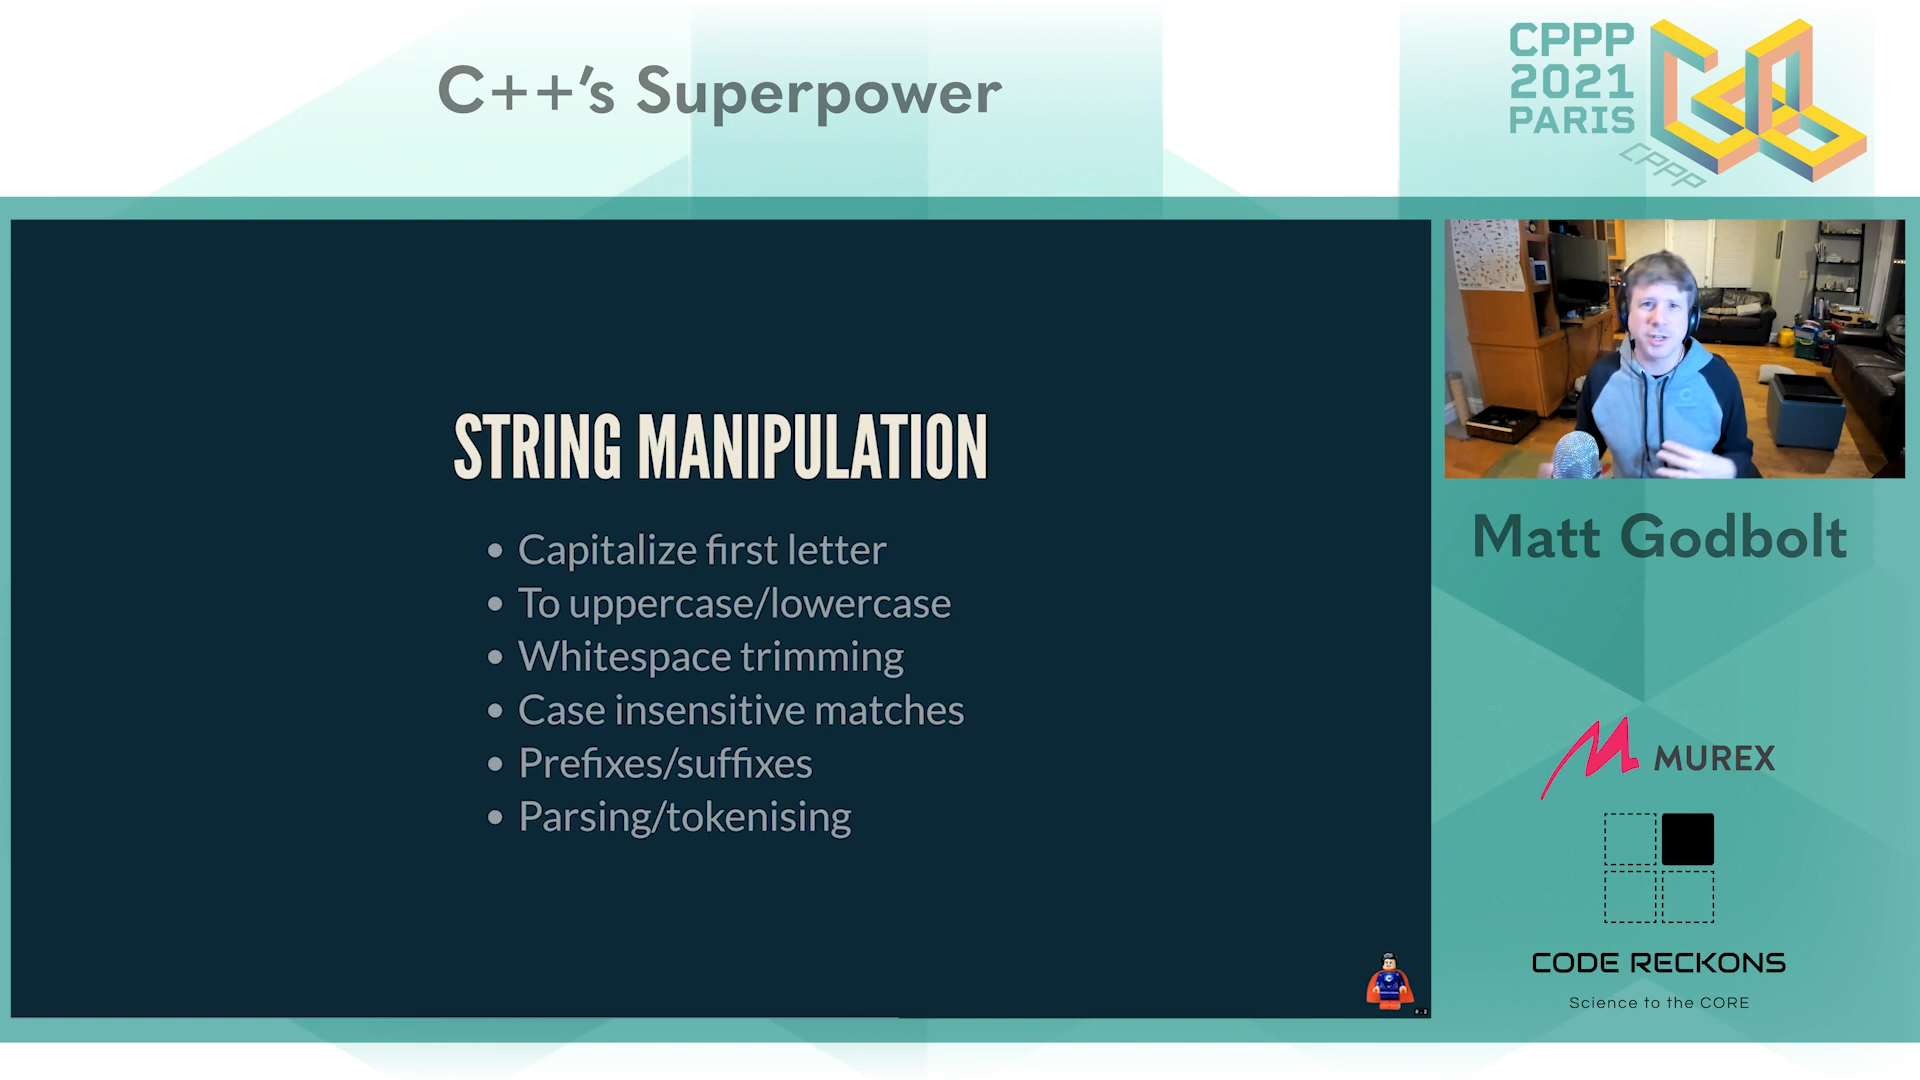 C++’s Superpower
CPPP
2021
PARIS
CPPP
STRING MANIPULATION
• Capitalize first letter
• To uppercase/lowercase
• Whitespace trimming
• Case insensitive matches
• Prefixes/suffixes
• Parsing/tokenising
Matt Godbolt
MUREX
CODE RECKONS
Science to the CORE